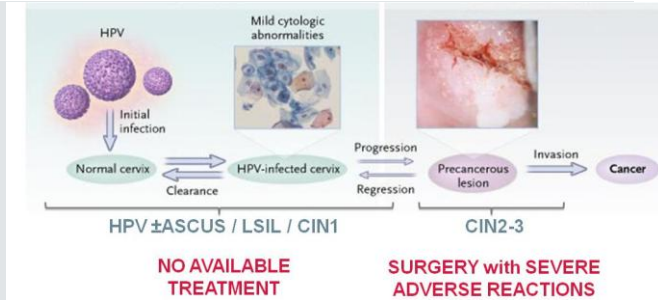 HPV
Mild cytologic
abnormalities
Initial
infection
Normal cervix
Clearance
HPV-infected cervix
Progression
Regression
Precancerous
lesion
Invasion
Cancer
HPV ±ASCUS / LSIL / CIN1
CIN2-3
NO AVAILABLE
TREATMENT
SURGERY with SEVERE
ADVERSE REACTIONS